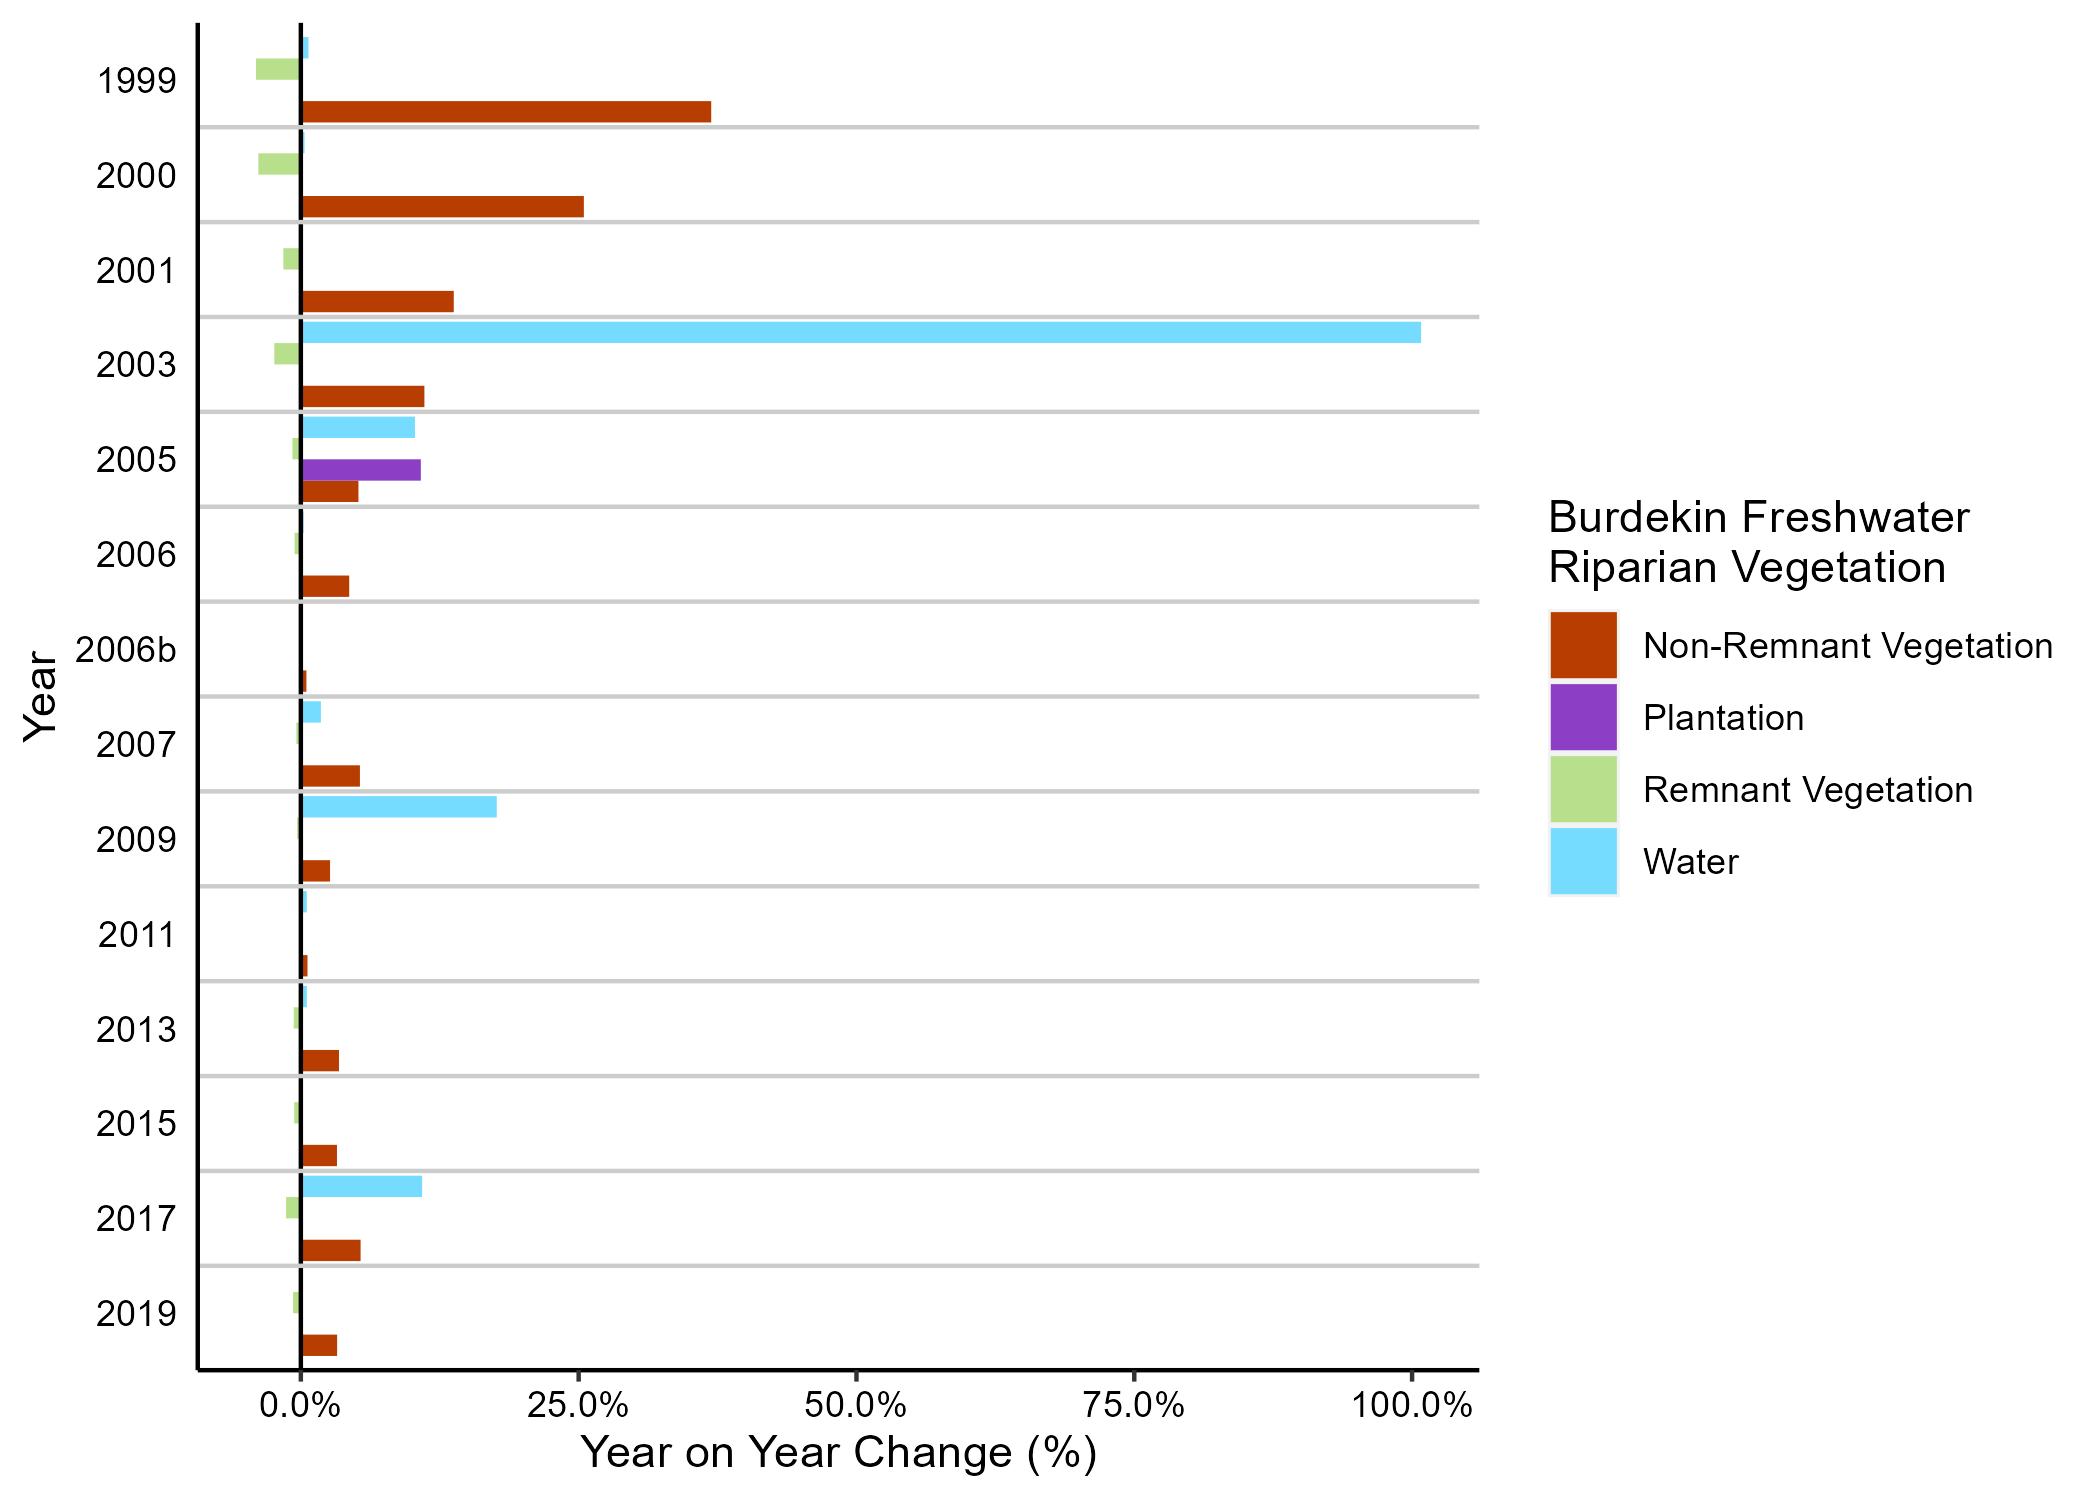 1999
2000
2001
2003
2005
2006
2006b
2007
2009
2011
2013
2015
2017
2019
Year
0.0% 25.0% 50.0% 75.0% 100.0%
Year on Year Change (%)
Burdekin Freshwater
Riparian Vegetation
Non-Remnant Vegetation
Plantation
Remnant Vegetation
Water